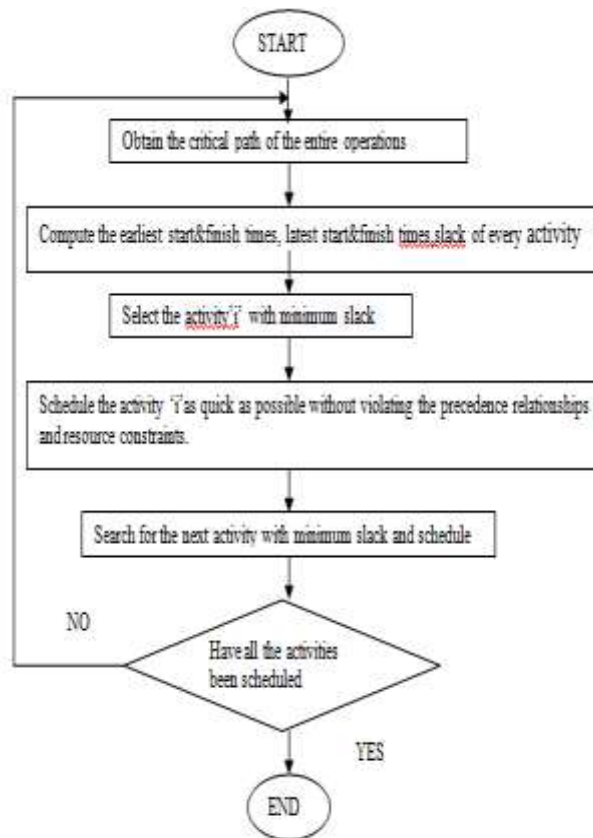 START
Obtain the critical path of the entire operations
Compute the earliest start&finish times, latest start&finish times,slack of every activity
Select the activity'i' with minimum slack
Schedule the activity 'i'as quick as possible without violating the precedence relationships
and resource constraints.
Search for the next activity with minimum slack and schedule
NO
Have all the activities
been scheduled
YES
END